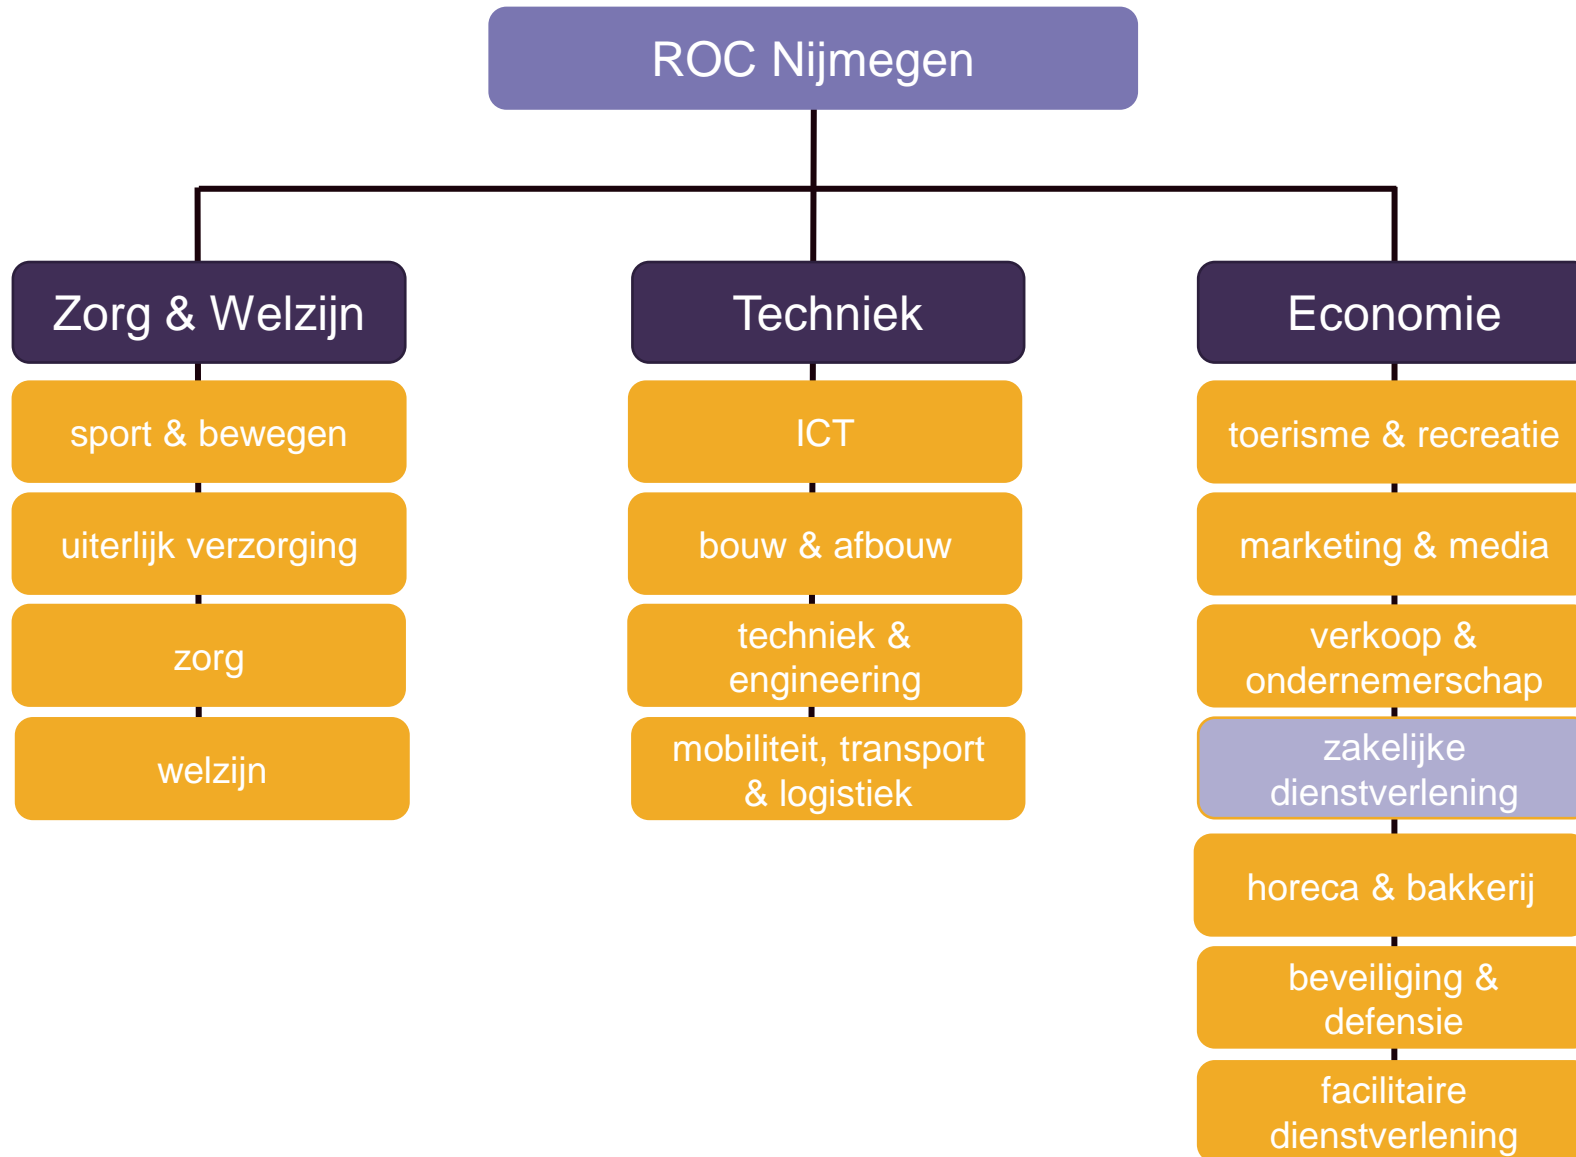 ROC Nijmegen
Zorg & Welzijn
sport & bewegen
uiterlijk verzorging
zorg
welzijn
Techniek
ICT
bouw & afbouw
techniek &
engineering
mobiliteit, transport
& logistiek
Economie
toerisme & recreatie
marketing & media
verkoop &
ondernemerschap
zakelijke
dienstverlening
horeca & bakkerij
beveiliging &
defensie
facilitaire
dienstverlening